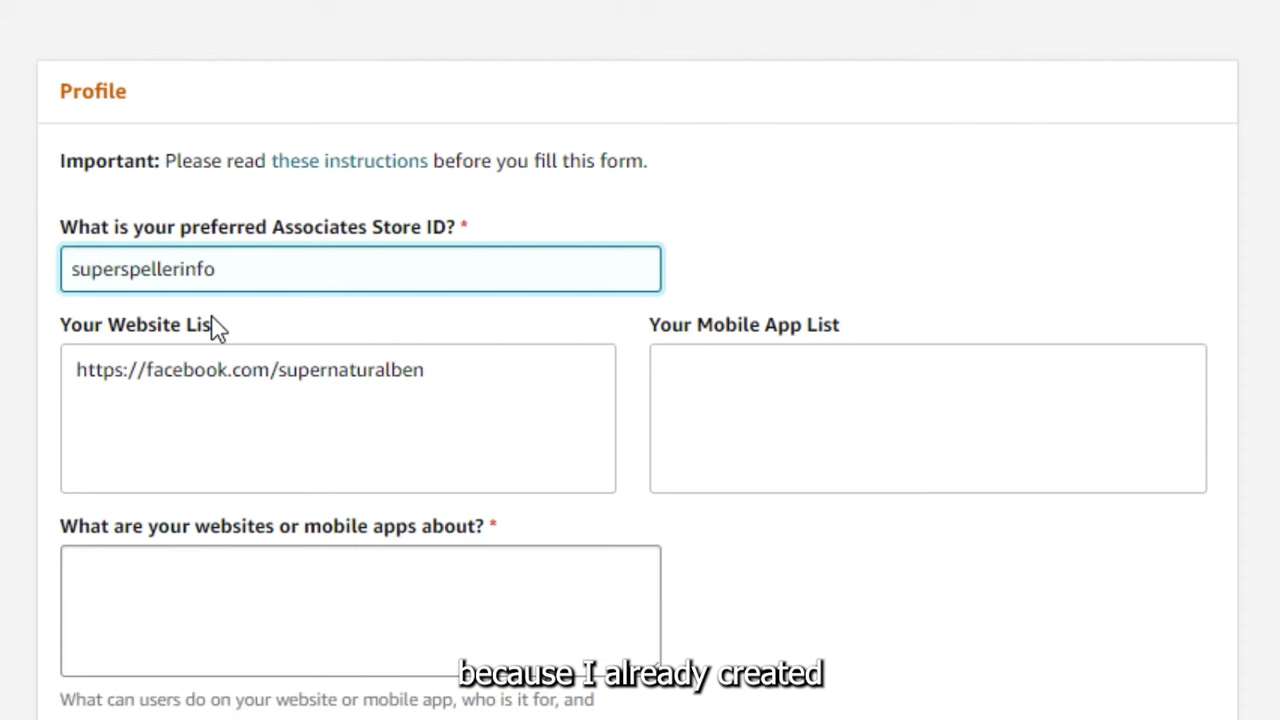 Profile
Important: Please read these instructions before you fill this form.
What is your preferred Associates Store ID? *
superspellerinfo
Your Website Lis
Your Mobile App List
https://facebook.com/supernaturalben
What are your websites or mobile apps about? *
because I already created
What can users do on your website or mobile app, who is it for, and